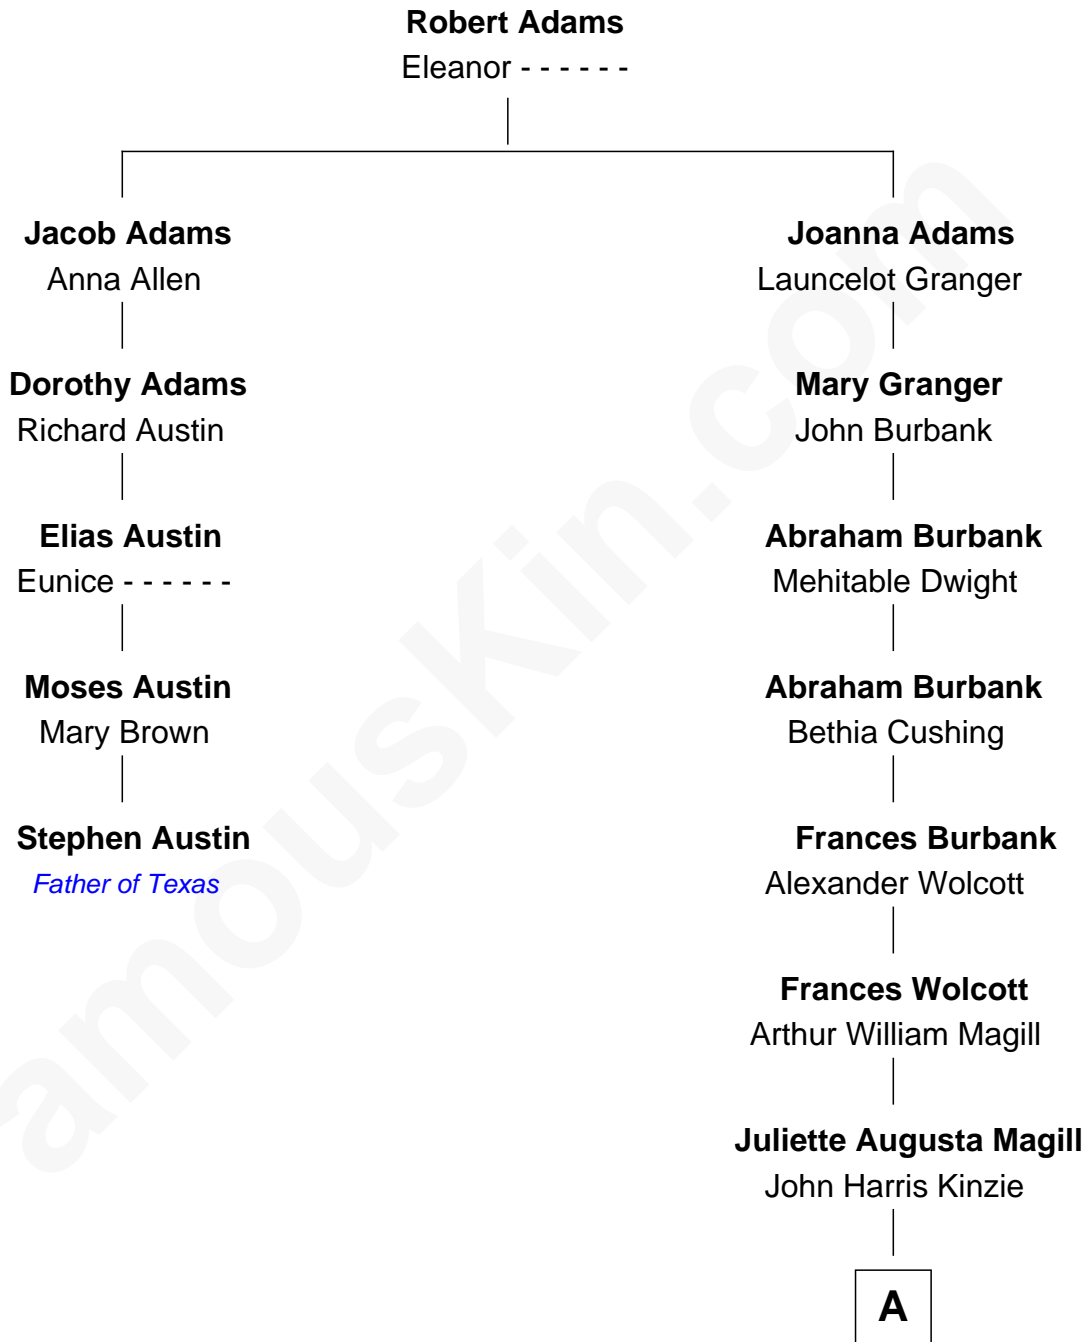 Robert Adams
Eleanor - - - - - -
Jacob Adams
Anna Allen
Joanna Adams
Launcelot Granger
Dorothy Adams
Richard Austin
Mary Granger
John Burbank
Elias Austin
Eunice - - - - - -
Abraham Burbank
Mehitable Dwight
Moses Austin
Mary Brown
Abraham Burbank
Bethia Cushing
Stephen Austin
Father of Texas
Frances Burbank
Alexander Wolcott
Frances Wolcott
Arthur William Magill
Juliette Augusta Magill
John Harris Kinzie
A
amousKin.com